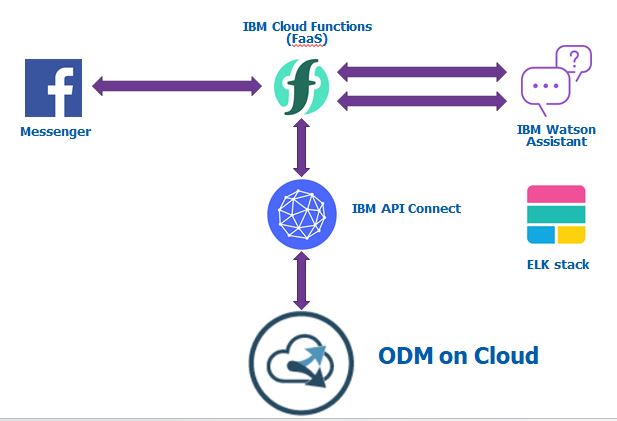 IBM Cloud Functions
(FaaS)
Messenger
IBM Watson
Assistant
IBM API Connect
ELK stack
ODM on Cloud